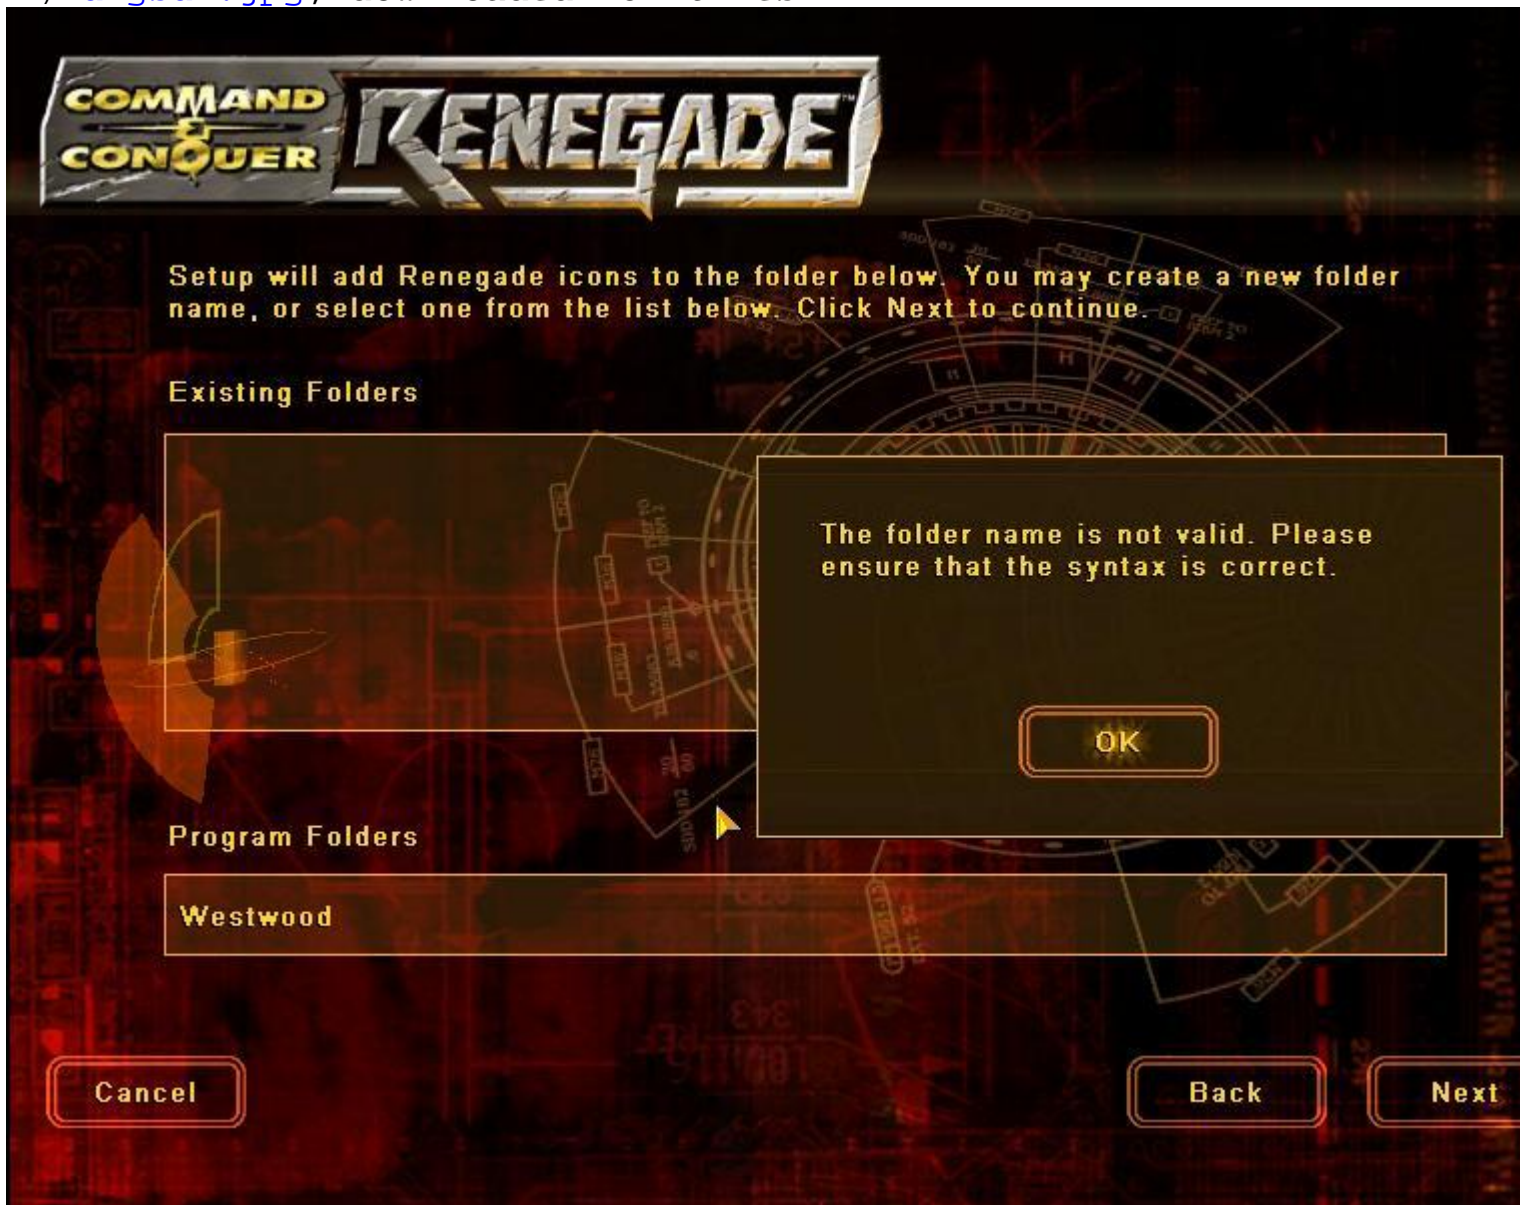 COMMAND
&
CONQUER
RENEGADE™
Setup will add Renegade icons to the folder below. You may create a new folder
name, or select one from the list below. Click Next to continue.
Existing Folders
The folder name is not valid. Please
ensure that the syntax is correct.
OK
Program Folders
Westwood
Cancel
Back
Next